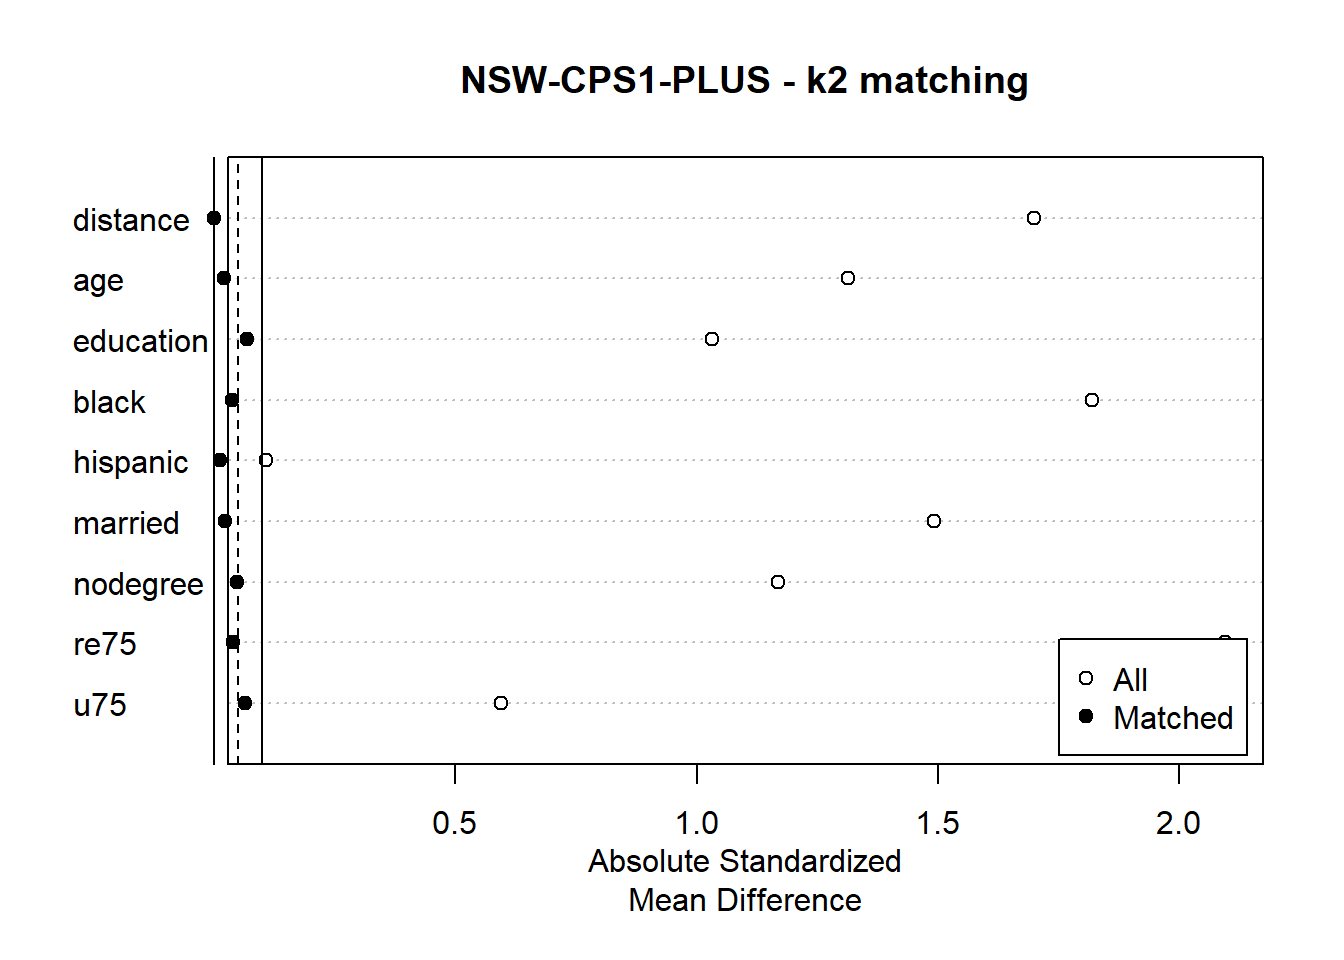 NSW-CPS1-PLUS - k2 matching
distance
age
education
black
hispanic
married
nodegree
re75
u75
All
Matched
0.5 1.0 1.5 2.0
Absolute Standardized
Mean Difference